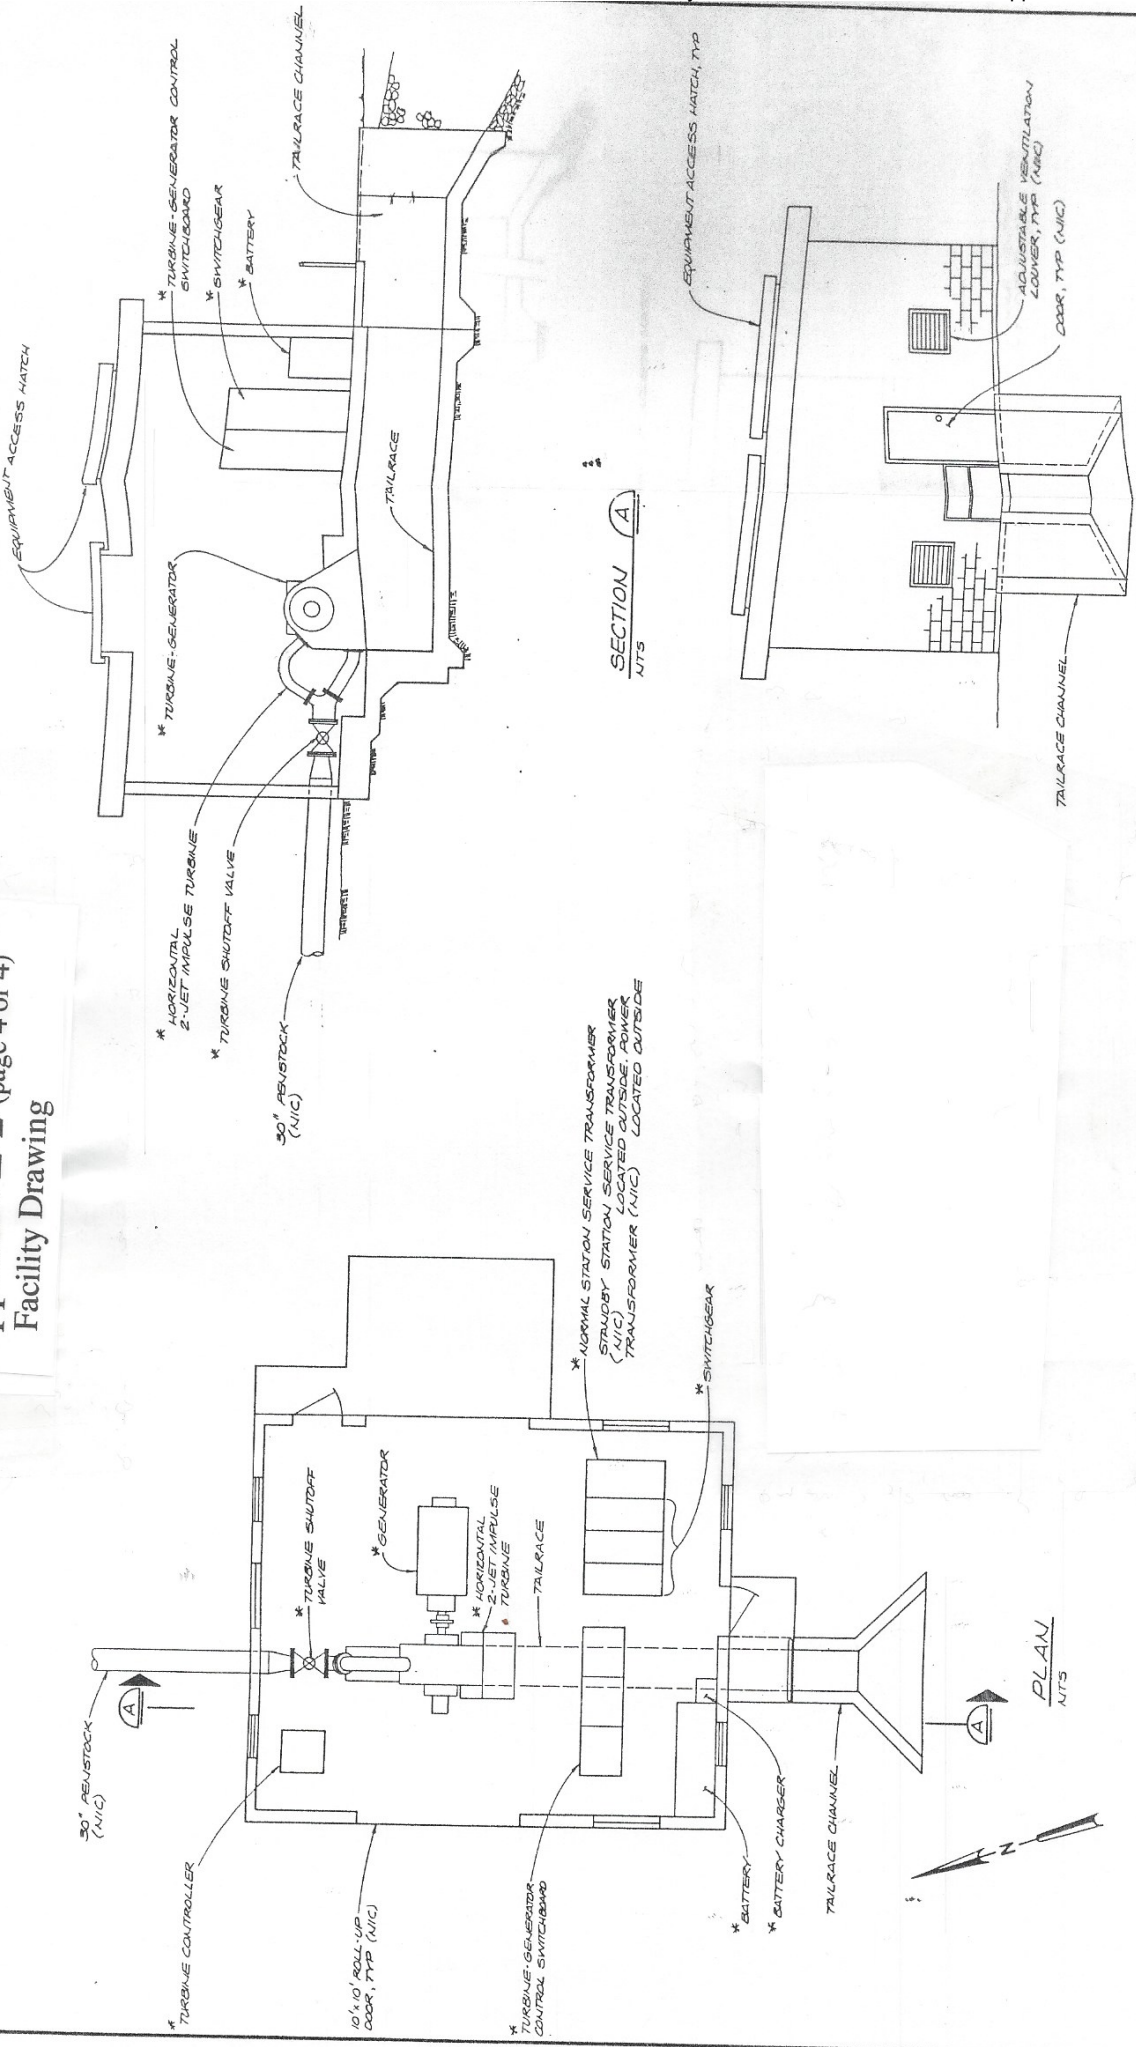 (page 4 of 4)
Facility Drawing
30" PENSTOCK
(NIC)
* TURBINE CONTROLLER
10'x10' ROLL-UP
DOOR, TYP (NIC)
* TURBINE-GENERATOR
CONTROL SWITCHBOARD
* BATTERY
* BATTERY CHARGER
TAILRACE CHANNEL
* TURBINE SHUTOFF
VALVE
* GENERATOR
* HORIZONTAL
2-JET IMPULSE
TURBINE
TAILRACE
* NORMAL STATION SERVICE TRANSFORMER
STANDBY STATION SERVICE TRANSFORMER
(NIC) LOCATED OUTSIDE. POWER
TRANSFORMER (NIC) LOCATED OUTSIDE
* SWITCHGEAR
A
A
N
PLAN
NTS
EQUIPMENT ACCESS HATCH
* TURBINE-GENERATOR
* HORIZONTAL
2-JET IMPULSE TURBINE
* TURBINE SHUTOFF VALVE
30" PENSTOCK
(NIC)
* TURBINE-GENERATOR CONTROL
SWITCHBOARD
* SWITCHGEAR
* BATTERY
TAILRACE CHANNEL
TAILRACE
SECTION A
NTS
EQUIPMENT ACCESS HATCH, TYP
ADJUSTABLE VENTILATION
LOUVER, TYP (NIC)
DOOR, TYP (NIC)
TAILRACE CHANNEL